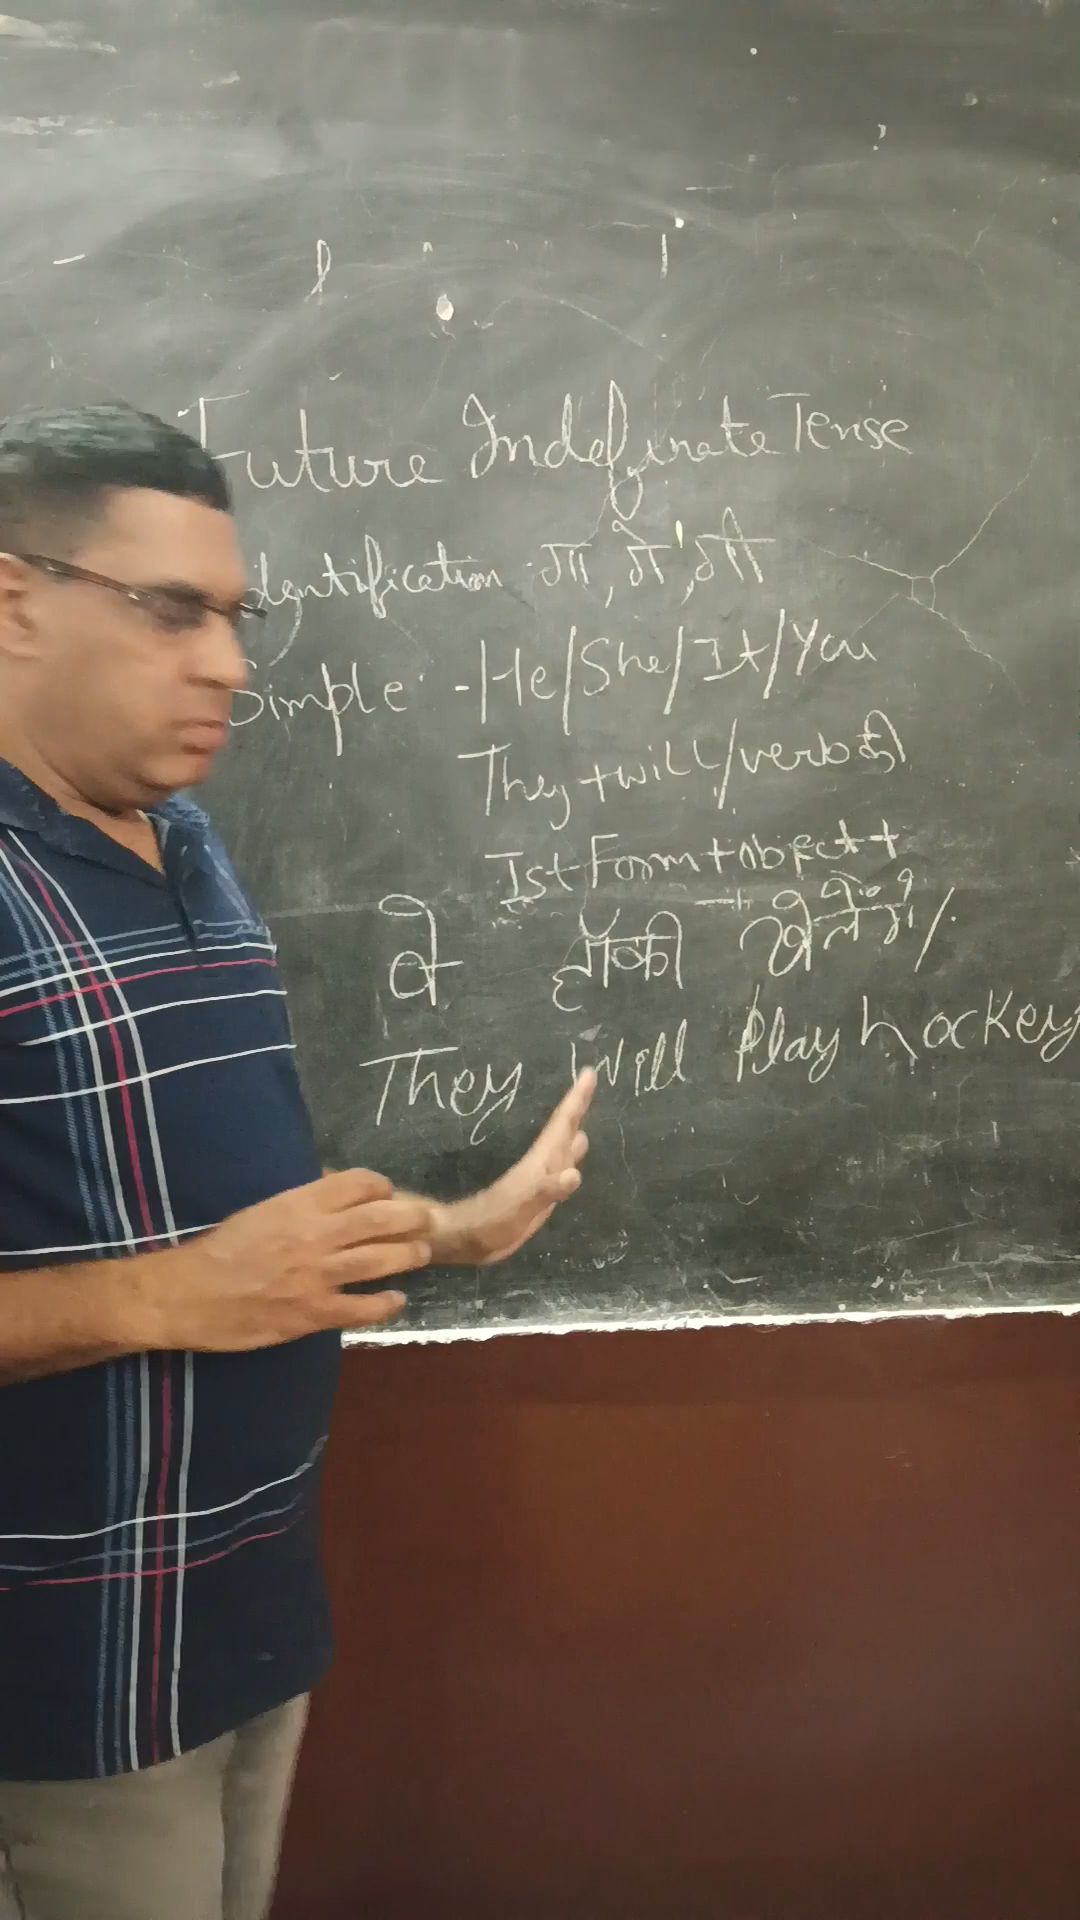 Future Indefinate Tense
Identification गा, गे, गी
Simple - He/She/It/You
They + will/verb की
Ist Form + object +
वे हॉकी खेलेंगे/
They Will Play hockey